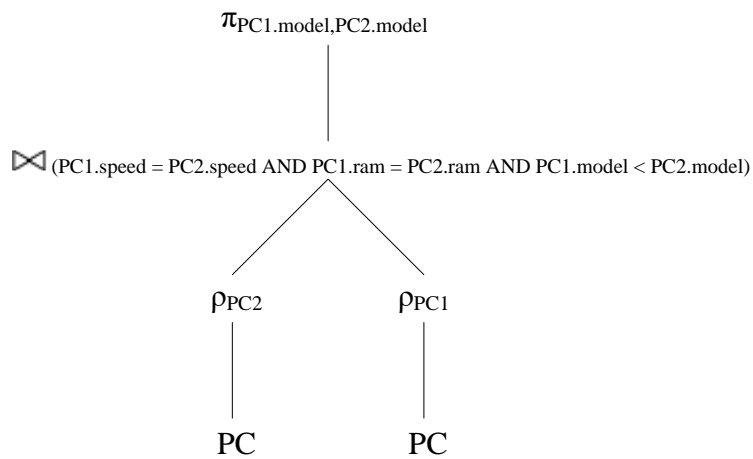 πPC1.model,PC2.model
⋈ (PC1.speed = PC2.speed AND PC1.ram = PC2.ram AND PC1.model < PC2.model)
ρPC2 ρPC1
PC PC